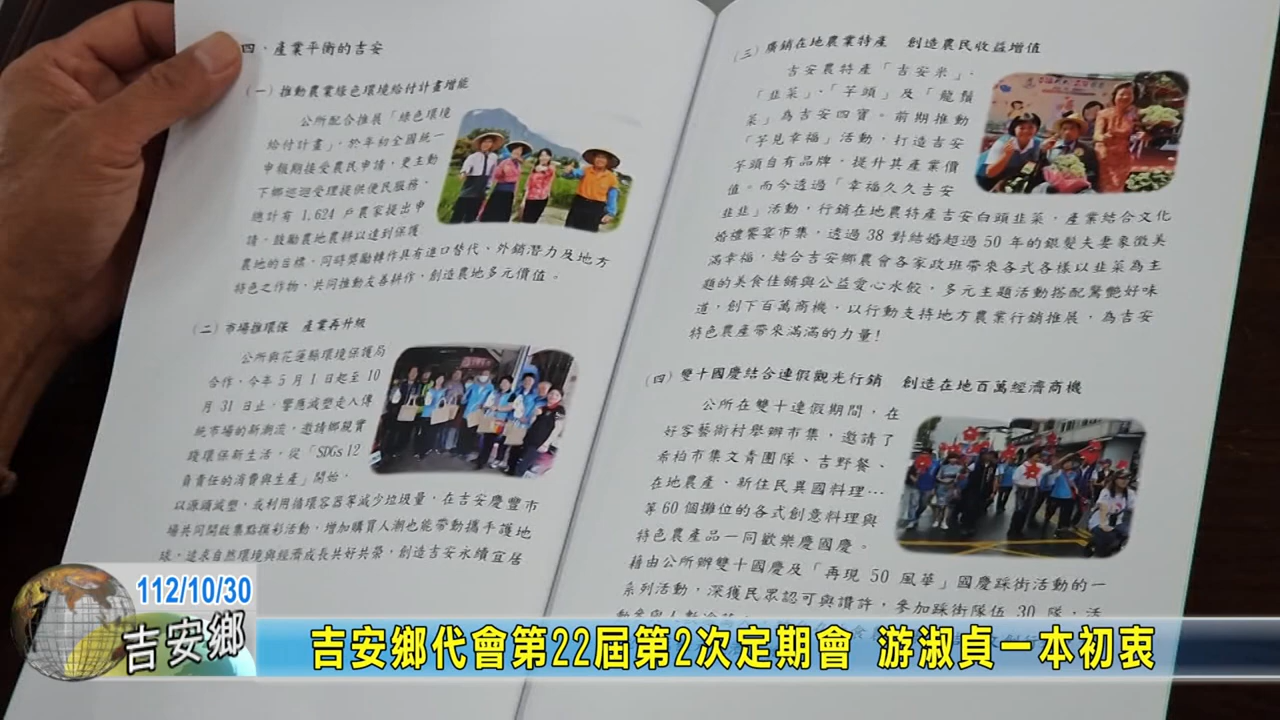 四、產業平衡的吉安
(一) 推動農業綠色環境給付計畫增能
公所配合推展「綠色環境
給付計畫」，於年初全國統一
申報期接受農民申請，更主動
下鄉巡迴受理提供便民服務，
總計有 1,624 戶農家提出申
請，鼓勵農地農耕以達到保護
農地的目標，同時獎勵轉作具有進口替代、外銷潛力及地方
特色之作物，共同推動友善耕作，創造農地多元價值。
(二) 市場推環保 產業再升級
公所與花蓮縣環境保護局
合作，今年 5 月 1 日起至 10
月 31 日止，響應減塑走入傳
統市場的新潮流，邀請鄉親實
踐環保新生活，從「SDGs 12
負責任的消費與生產」開始，
以源頭減塑，或利用循環容器等減少垃圾量，在吉安慶豐市
場共同開啟集點摸彩活動，增加購買人潮也能帶動攜手護地
球，追求自然環境與經濟成長共好共榮，創造吉安永續宜居
(三) 廣銷在地農業特產 創造農民收益增值
吉安農特產「吉安米」、
「韭菜」、「芋頭」及「龍鬚
菜」為吉安四寶。前期推動
「芋見幸福」活動，打造吉安
芋頭自有品牌，提升其產業價
值。而今透過「幸福久久吉安
韭韭」活動，行銷在地農特產吉安白頭韭菜，產業結合文化
婚禮饗宴市集，透過 38 對結婚超過 50 年的銀髮夫妻象徵美
滿幸福，結合吉安鄉農會各家政班帶來各式各樣以韭菜為主
題的美食佳餚與公益愛心水餃，多元主題活動搭配驚艷好味
道，創下百萬商機，以行動支持地方農業行銷推展，為吉安
特色農產帶來滿滿的力量!
(四) 雙十國慶結合連假觀光行銷 創造在地百萬經濟商機
公所在雙十連假期間，在
好客藝術村舉辦市集，邀請了
希柏市集文青團隊、吉野餐、
在地農產、新住民異國料理…
等 60 個攤位的各式創意料理與
特色農產品一同歡樂慶國慶。
藉由公所辦雙十國慶及「再現 50 風華」國慶踩街活動的一
系列活動，深獲民眾認可與讚許，參加踩街隊伍 30 隊，活
112/10/30
吉安鄉
吉安鄉代會第22屆第2次定期會 游淑貞一本初衷